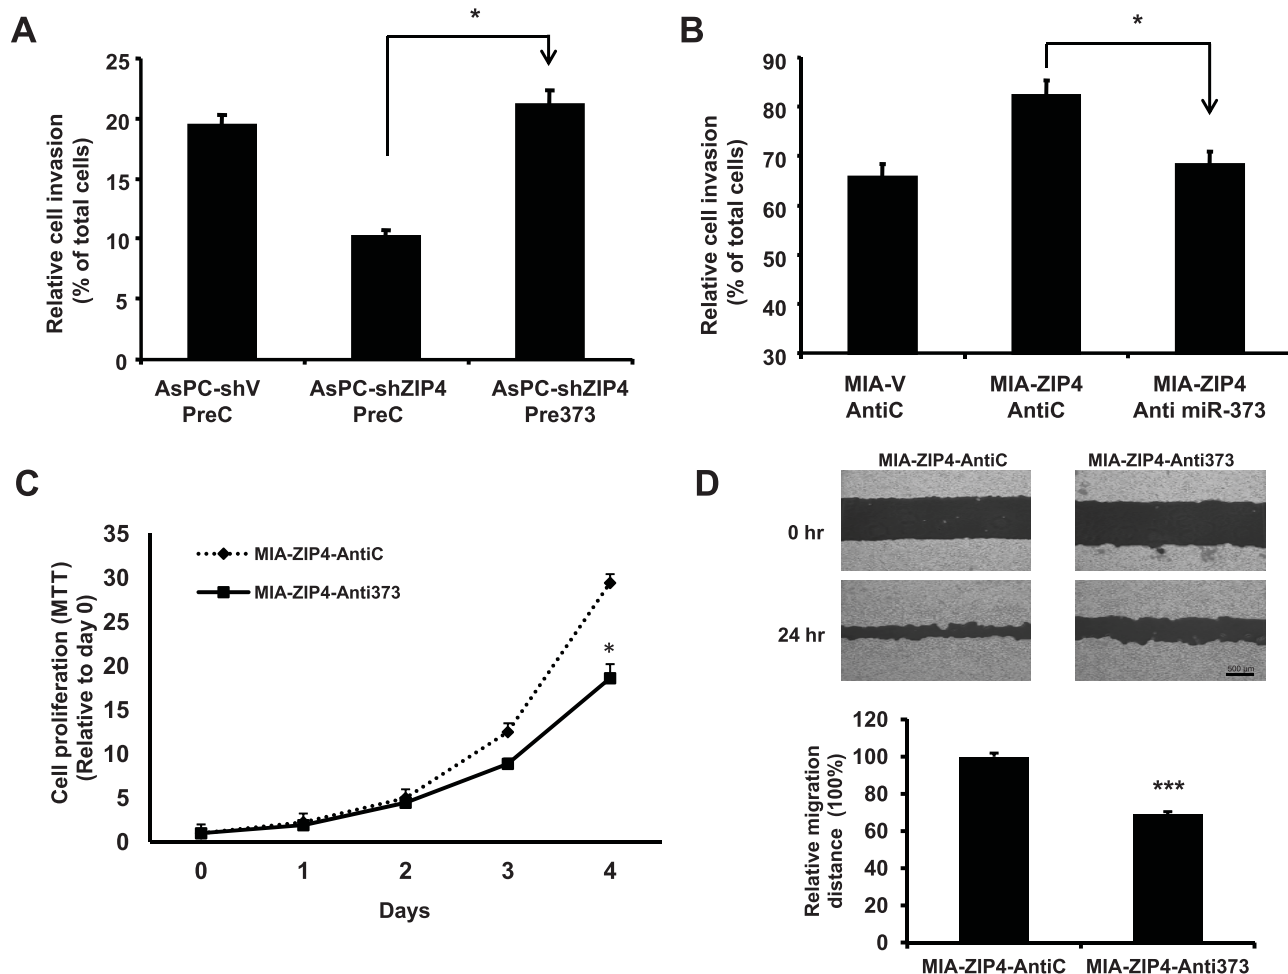 A
*
25
20
15
10
5
0
Relative cell invasion
(% of total cells)
AsPC-shV
PreC
AsPC-shZIP4
PreC
AsPC-shZIP4
Pre373
B
*
90
80
70
60
50
40
30
Relative cell invasion
(% of total cells)
MIA-V
AntiC
MIA-ZIP4
AntiC
MIA-ZIP4
Anti miR-373
C
35
30
25
20
15
10
5
0
Cell proliferation (MTT)
(Relative to day 0)
MIA-ZIP4-AntiC
MIA-ZIP4-Anti373
*
0 1 2 3 4
Days
D
MIA-ZIP4-AntiC MIA-ZIP4-Anti373
0 hr
24 hr
500 µm
120
100
80
60
40
20
0
Relative migration
distance (100%)
***
MIA-ZIP4-AntiC MIA-ZIP4-Anti373